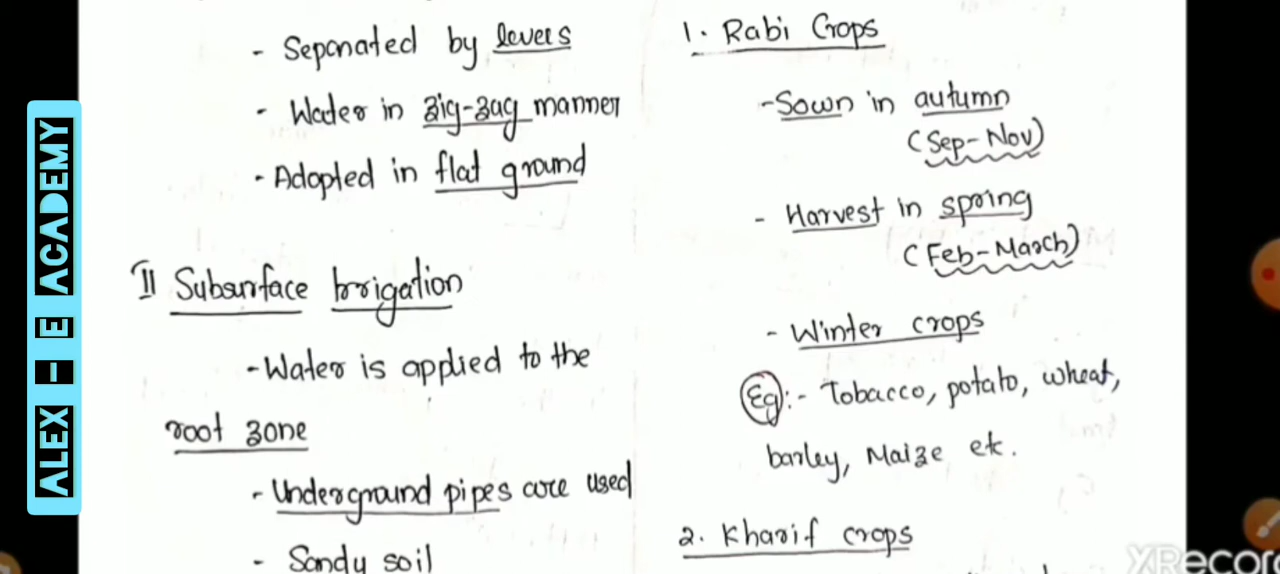 - Separated by levees
- Water in zig-zag manner
- Adopted in flat ground
II Subsurface Irrigation
- Water is applied to the
root zone
- Underground pipes are used
- Sandy soil
1. Rabi Crops
- Sown in autumn
(Sep-Nov)
- Harvest in spring
(Feb-March)
- Winter crops
Eg:- Tobacco, potato, wheat,
barley, Maize etc.
2. Kharif crops
ALEX - E ACADEMY
XRecor